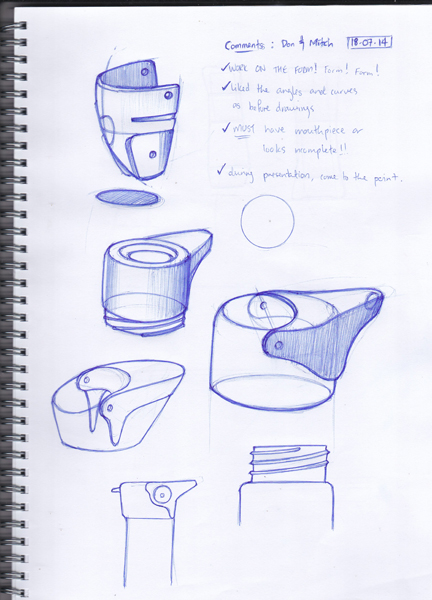 Comments : Don & Mitch 18.07.14
✓ WORK ON THE FORM! Form! Form!
✓ liked the angles and curves
as before drawings
✓ MUST have mouthpiece or
looks incomplete!!
✓ during presentation, come to the point.